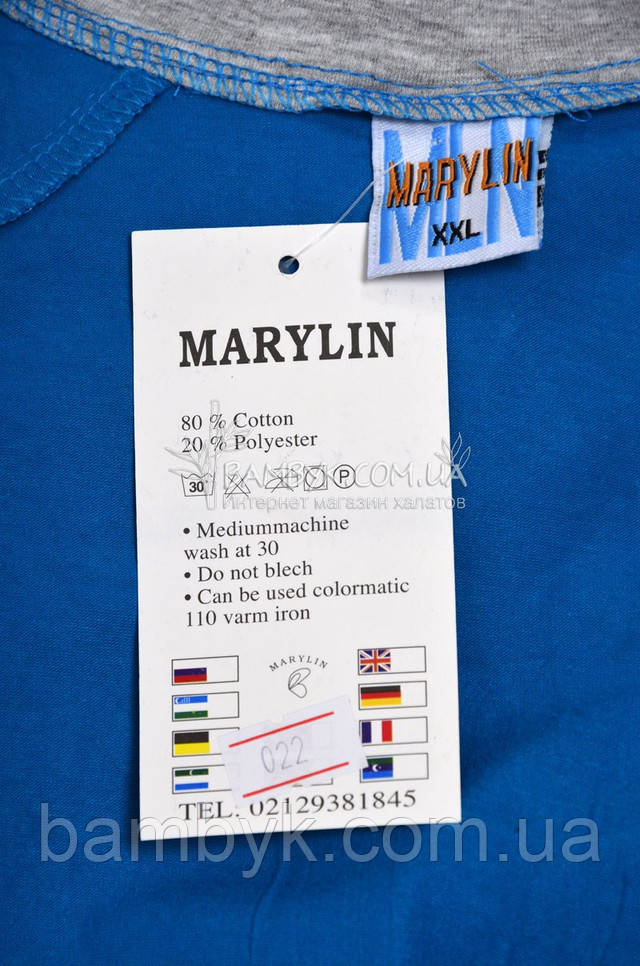 MLN
MARYLIN
XXL
MARYLIN
80 % Cotton
20 % Polyester
BAMBYK.COM.UA
30 P
Интернет магазин халатов
• Mediummachine
wash at 30
• Do not blech
• Can be used colormatic
110 varm iron
MARYLIN
022
TEL. 02129381845
bambyk.com.ua